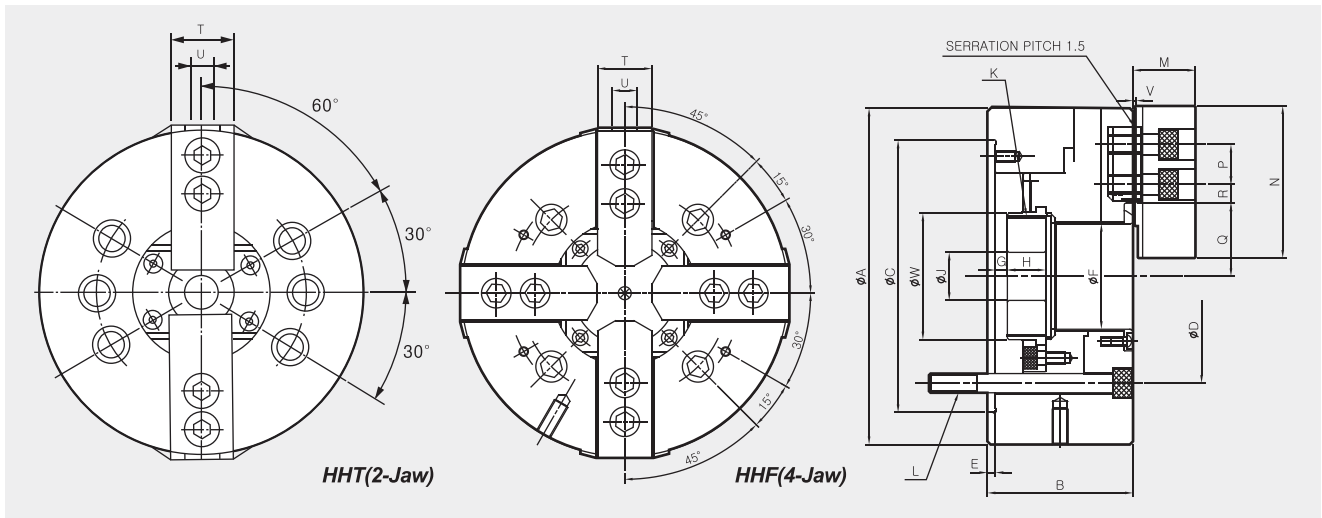 T
U
60°
30°
30°
HHT(2-Jaw)
T
U
45°
15°
30°
30°
15°
45°
HHF(4-Jaw)
SERRATION PITCH 1.5
K
M
V
P
R
N
Q
øA
øC
øW
øJ
G
H
øF
øD
E
L
B